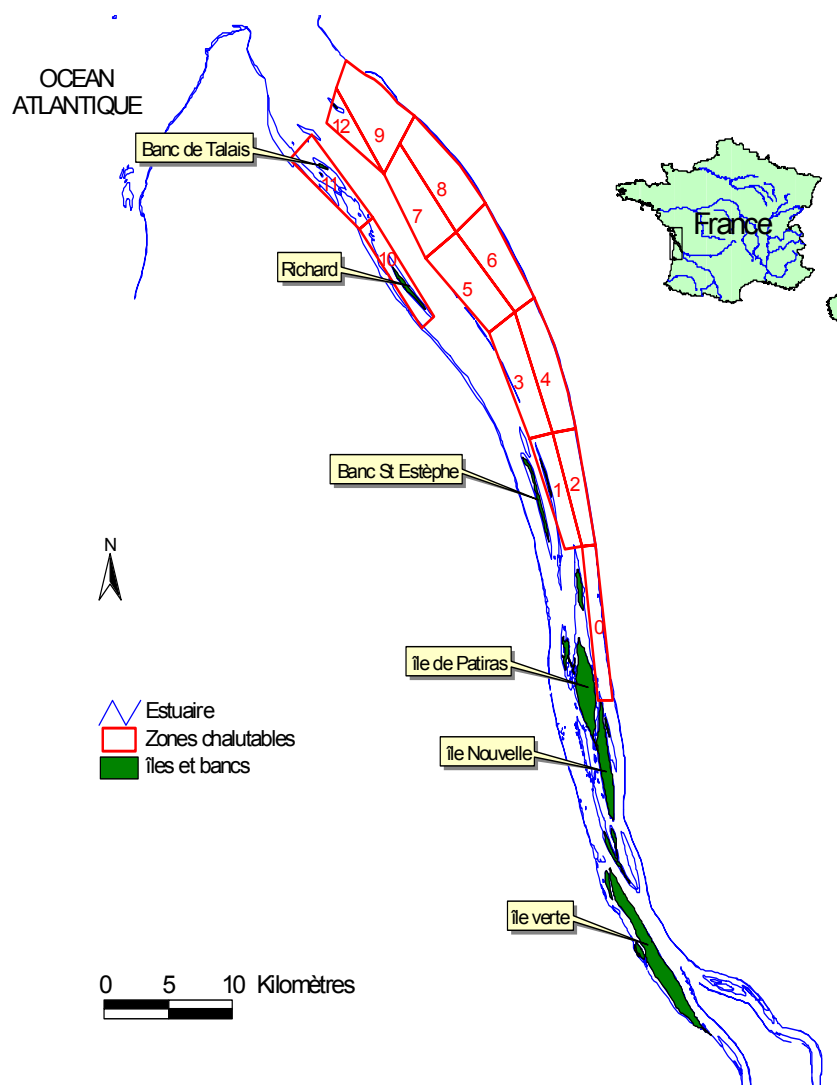 OCEAN
ATLANTIQUE
12
9
Banc de Talais
11
8
7
France
10
Richard
6
5
3
4
Banc St Estèphe
1
2
N
0
île de Patiras
Estuaire
Zones chalutables
îles et bancs
île Nouvelle
île verte
0 5 10 Kilomètres